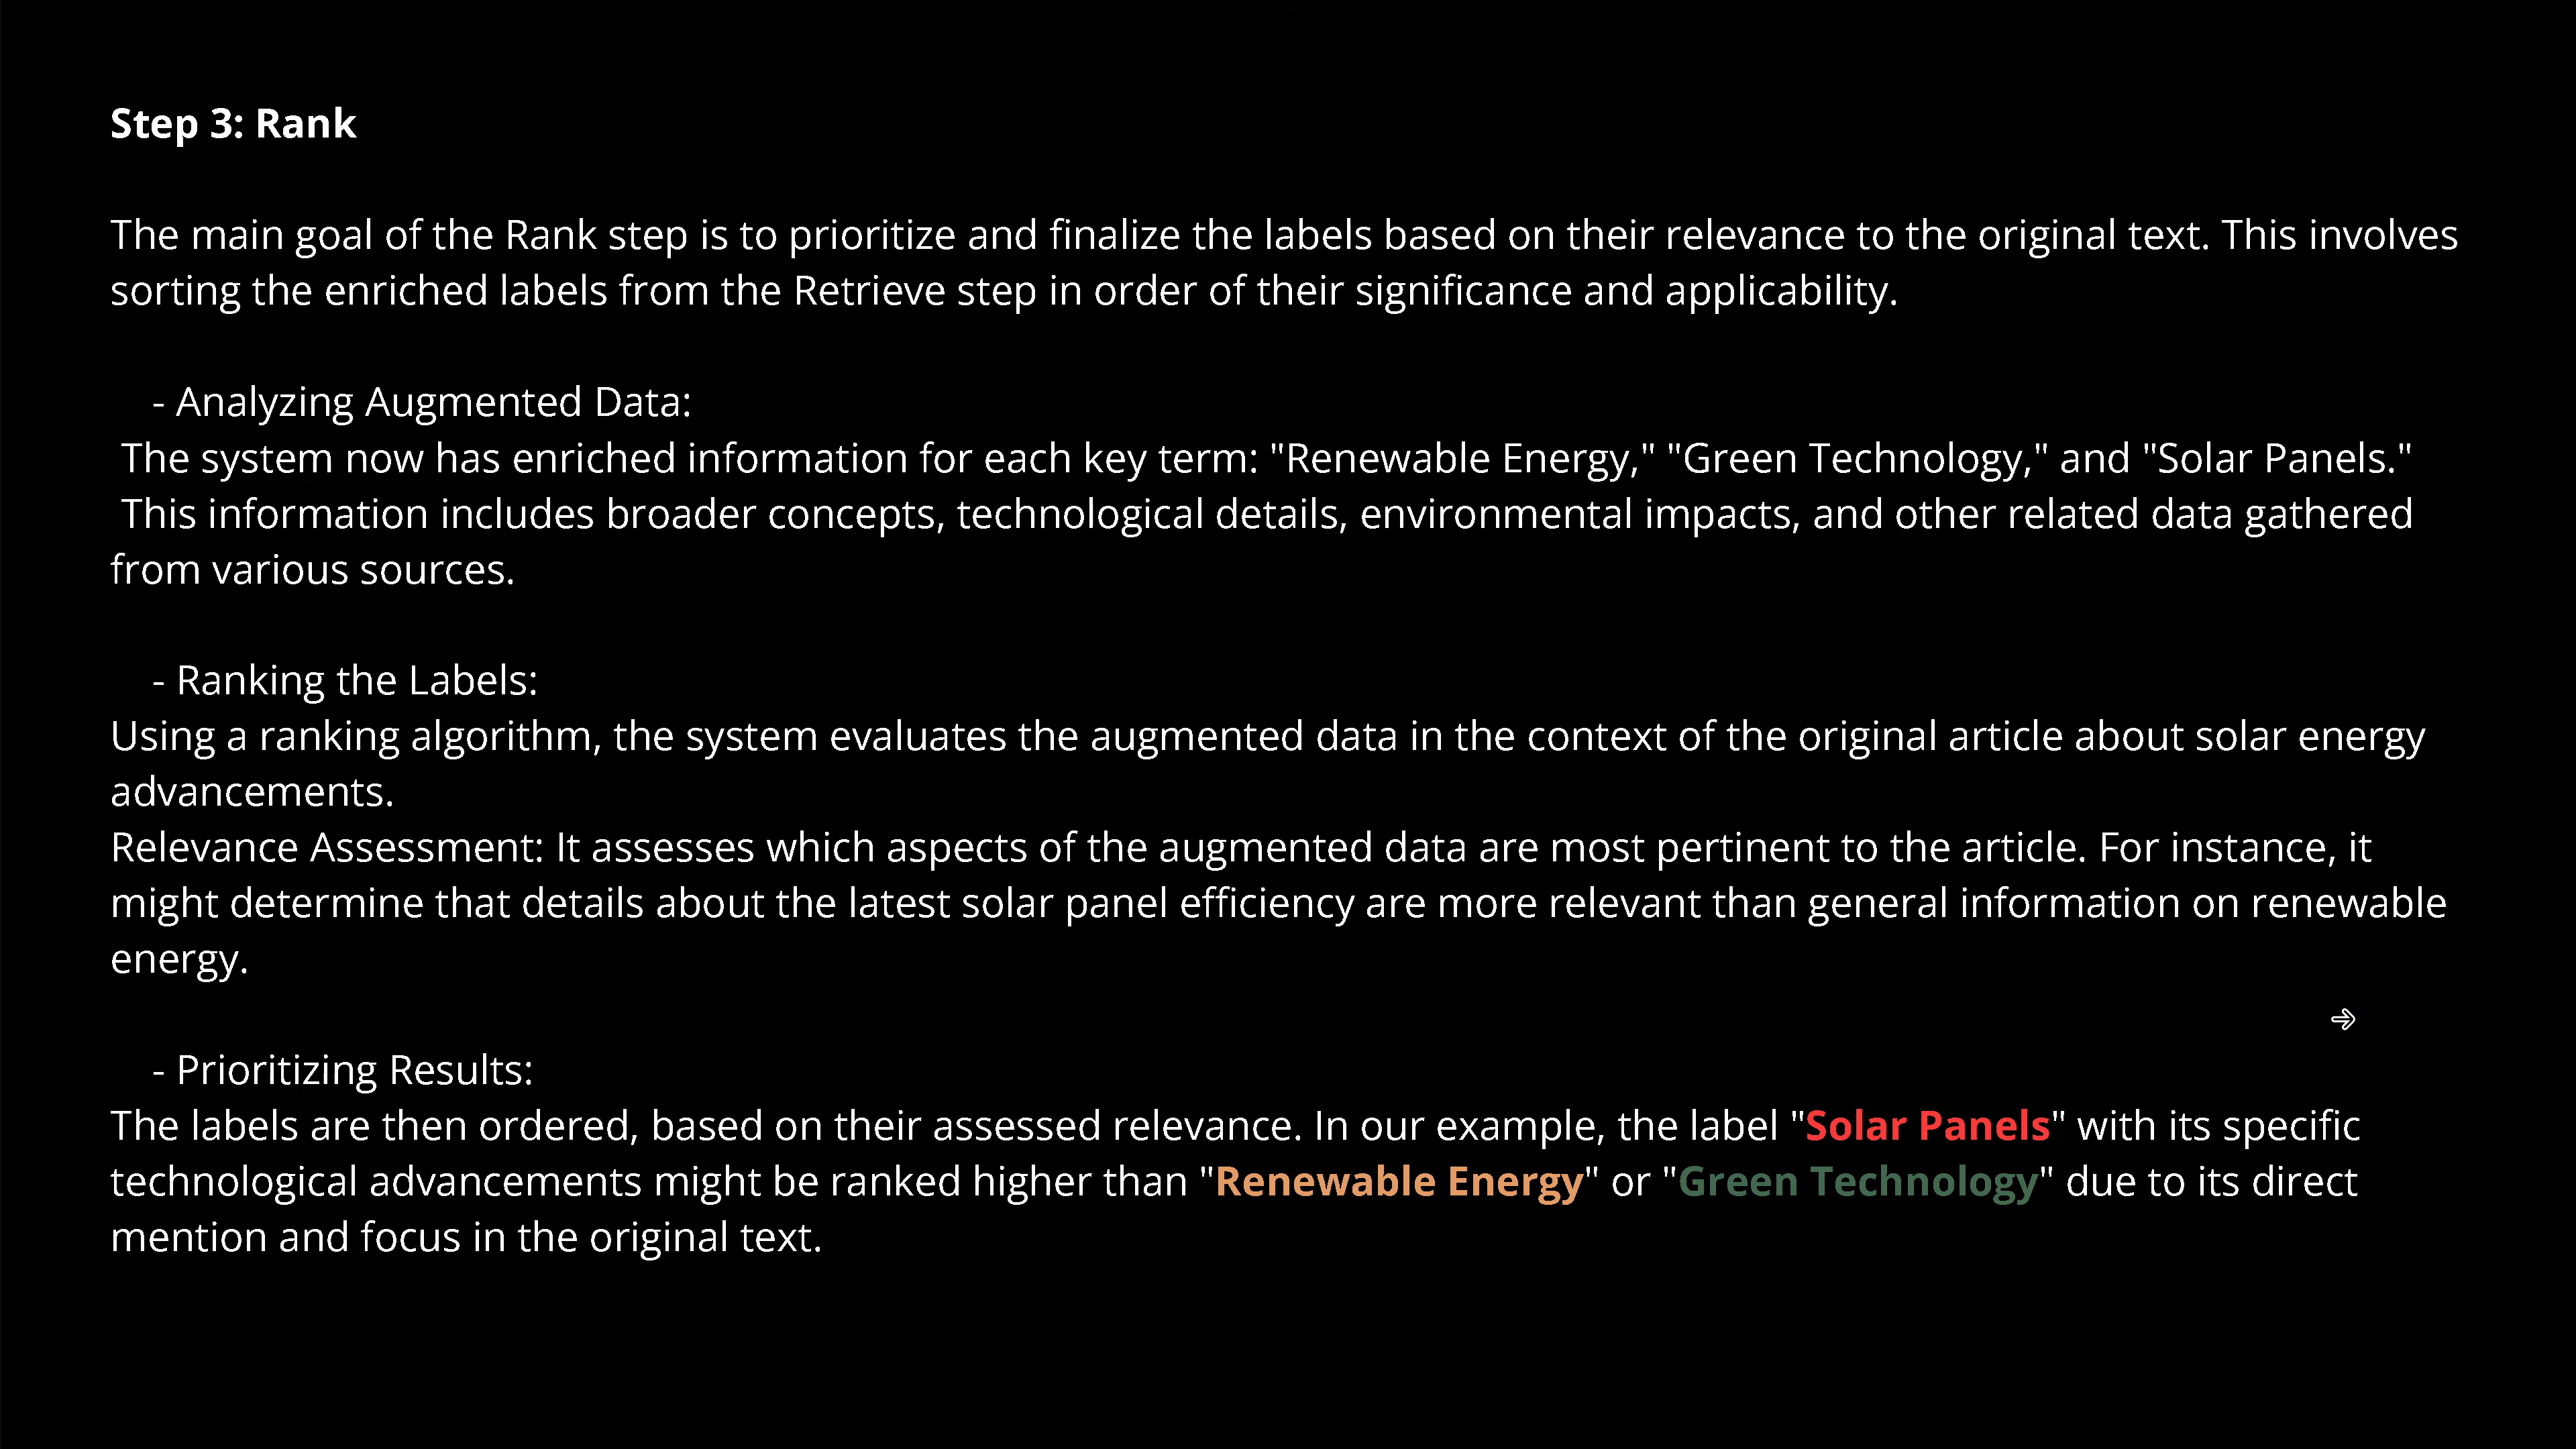 Step 3: Rank
The main goal of the Rank step is to prioritize and finalize the labels based on their relevance to the original text. This involves
sorting the enriched labels from the Retrieve step in order of their significance and applicability.
- Analyzing Augmented Data:
The system now has enriched information for each key term: "Renewable Energy," "Green Technology," and "Solar Panels."
This information includes broader concepts, technological details, environmental impacts, and other related data gathered
from various sources.
- Ranking the Labels:
Using a ranking algorithm, the system evaluates the augmented data in the context of the original article about solar energy
advancements.
Relevance Assessment: It assesses which aspects of the augmented data are most pertinent to the article. For instance, it
might determine that details about the latest solar panel efficiency are more relevant than general information on renewable
energy.
- Prioritizing Results:
The labels are then ordered, based on their assessed relevance. In our example, the label "Solar Panels" with its specific
technological advancements might be ranked higher than "Renewable Energy" or "Green Technology" due to its direct
mention and focus in the original text.